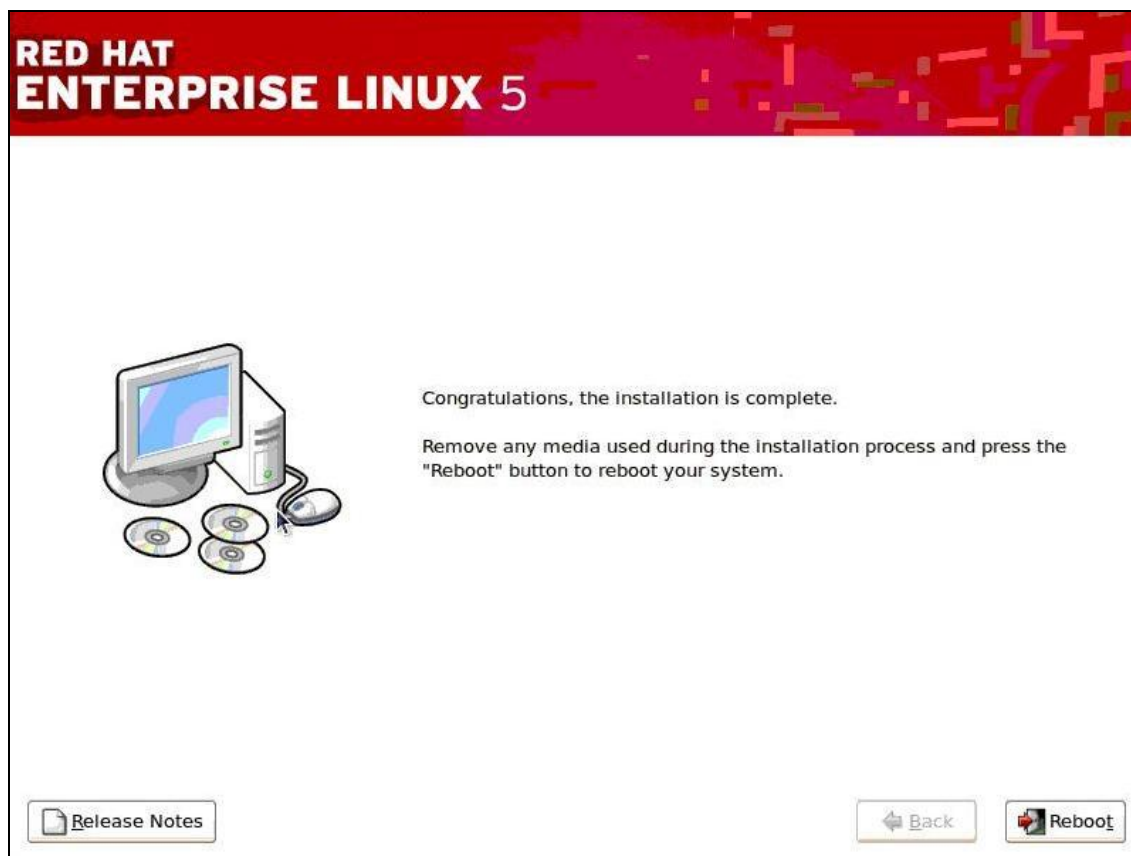 RED HAT
ENTERPRISE LINUX 5
Congratulations, the installation is complete.
Remove any media used during the installation process and press the
"Reboot" button to reboot your system.
Release Notes
Back
Reboot